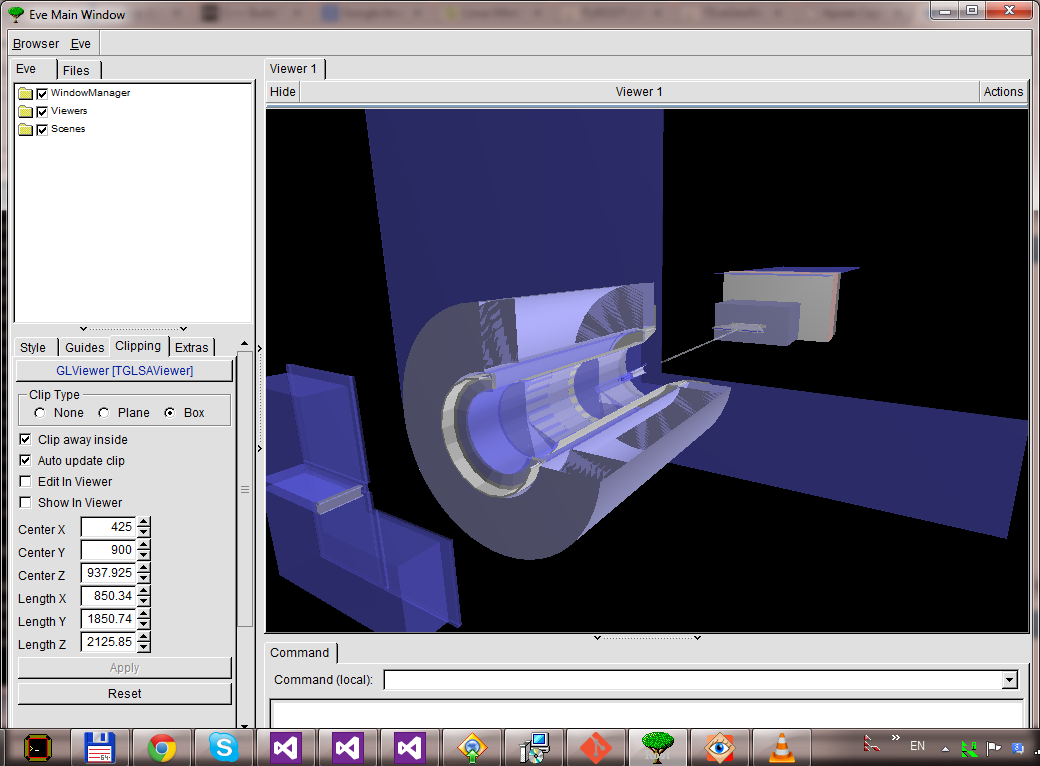 Eve Main Window
Browser Eve
Eve Files
WindowManager
Viewers
Scenes
Style Guides Clipping Extras
GLViewer [TGLSAViewer]
Clip Type
None Plane Box
Clip away inside
Auto update clip
Edit In Viewer
Show In Viewer
Center X 425
Center Y 900
Center Z 937.925
Length X 850.34
Length Y 1850.74
Length Z 2125.85
Apply
Reset
Viewer 1
Hide Viewer 1 Actions
Command
Command (local):
64
S
EN